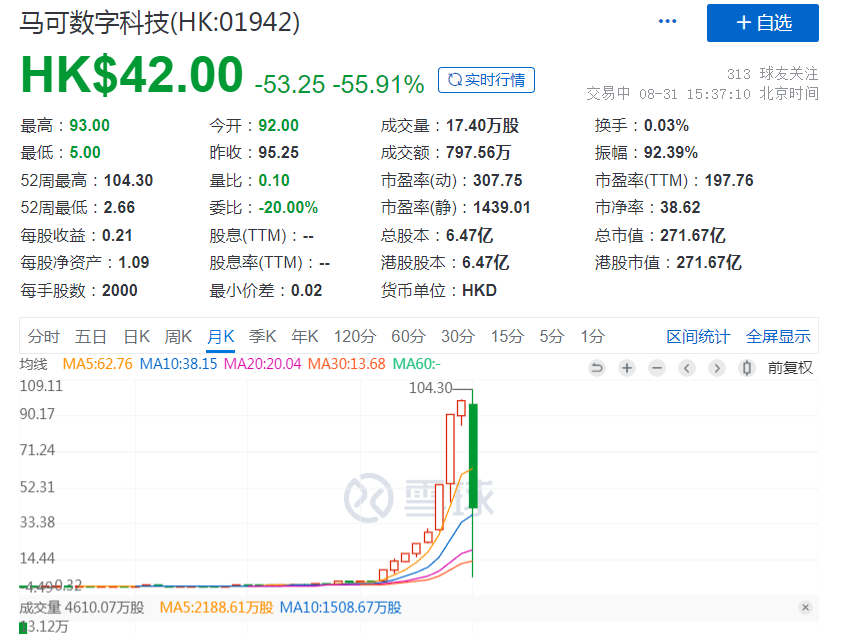 马可数字科技(HK:01942)
••• ＋自选
HK$42.00 -53.25 -55.91% 实时行情
313 球友关注
交易中 08-31 15:37:10 北京时间
最高：93.00 今开：92.00 成交量：17.40万股 换手：0.03%
最低：5.00 昨收：95.25 成交额：797.56万 振幅：92.39%
52周最高：104.30 量比：0.10 市盈率(动)：307.75 市盈率(TTM)：197.76
52周最低：2.66 委比：-20.00% 市盈率(静)：1439.01 市净率：38.62
每股收益：0.21 股息(TTM)：-- 总股本：6.47亿 总市值：271.67亿
每股净资产：1.09 股息率(TTM)：-- 港股股本：6.47亿 港股市值：271.67亿
每手股数：2000 最小价差：0.02 货币单位：HKD
分时 五日 日K 周K 月K 季K 年K 120分 60分 30分 15分 5分 1分 区间统计 全屏显示
均线 MA5:62.76 MA10:38.15 MA20:20.04 MA30:13.68 MA60:- 前复权
109.11
104.30
90.17
71.24
52.31
雪球
33.38
14.44
-4.49 0.32
成交量 4610.07万股 MA5:2188.61万股 MA10:1508.67万股
3.12万